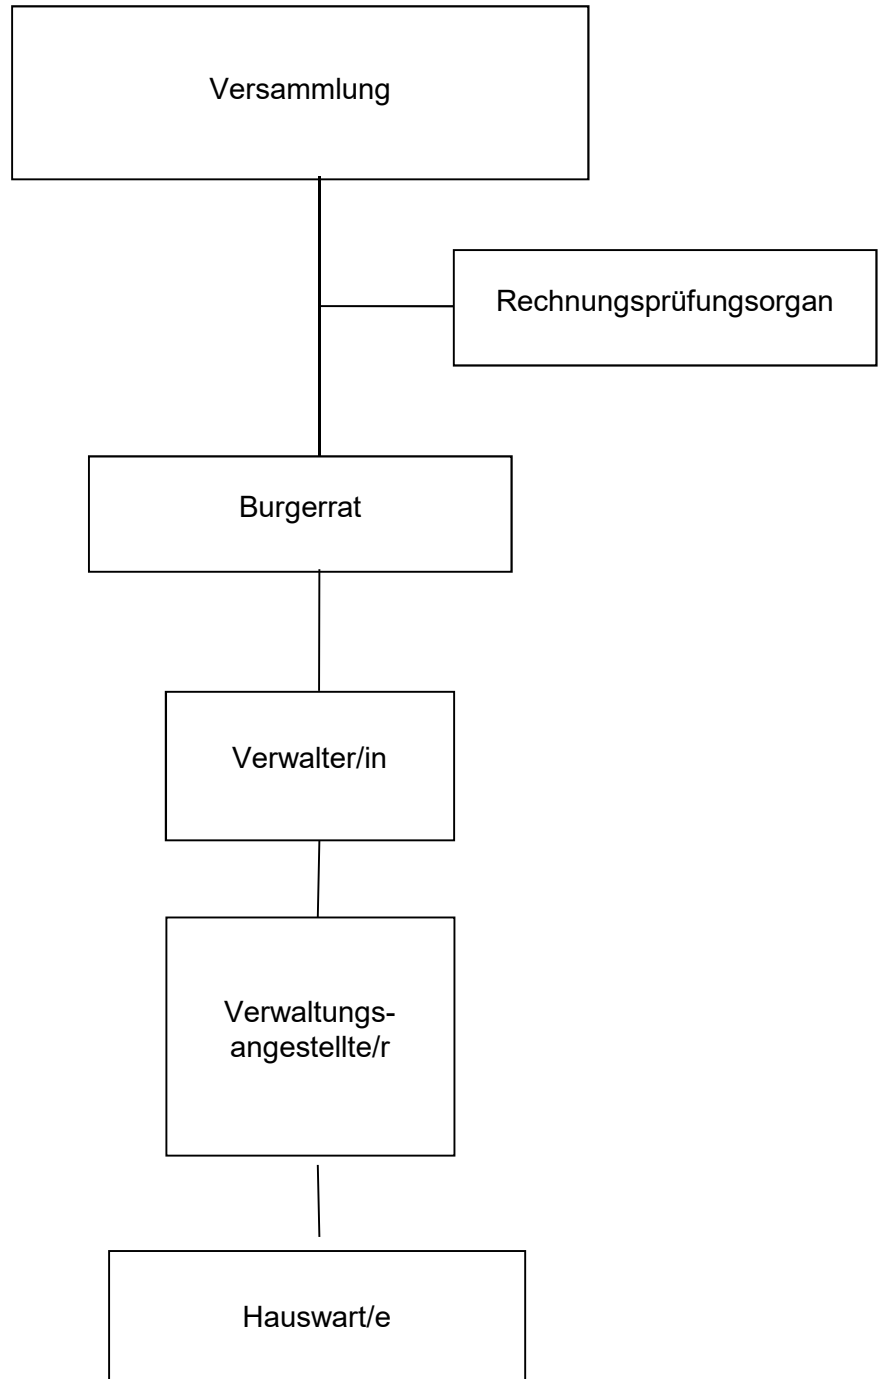 Versammlung
Rechnungsprüfungsorgan
Burgerrat
Verwalter/in
Verwaltungs-
angestellte/r
Hauswart/e